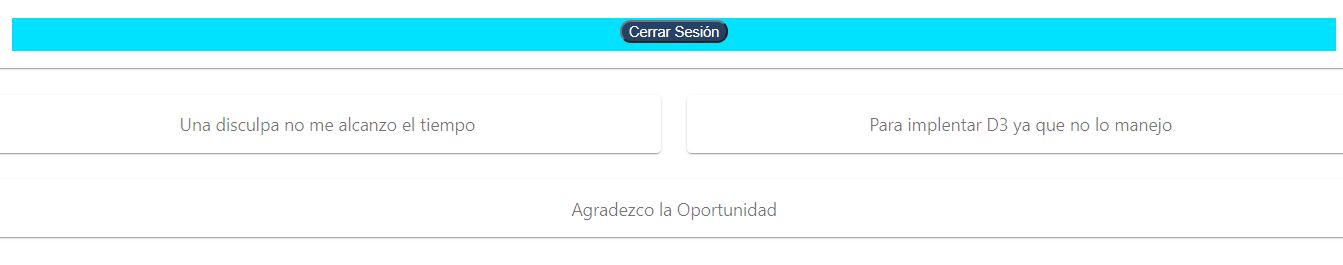 Cerrar Sesión
Una disculpa no me alcanzo el tiempo
Para implentar D3 ya que no lo manejo
Agradezco la Oportunidad